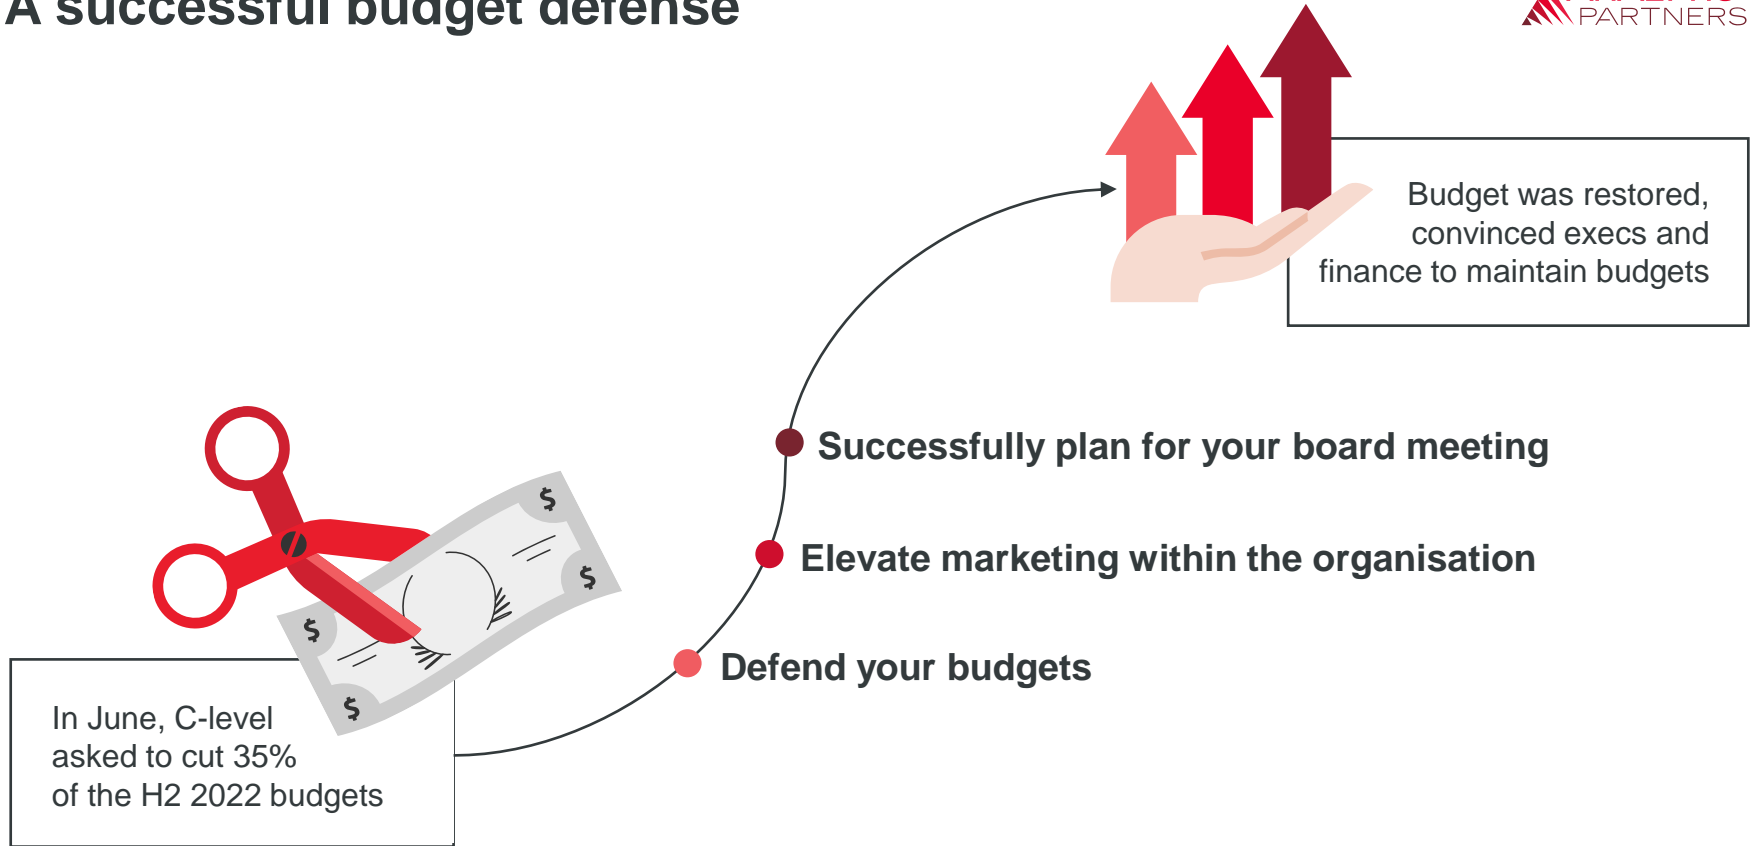 A successful budget defense
PARTNERS
Budget was restored,
convinced execs and
finance to maintain budgets
Successfully plan for your board meeting
Elevate marketing within the organisation
Defend your budgets
$
$
$
$
In June, C-level
asked to cut 35%
of the H2 2022 budgets